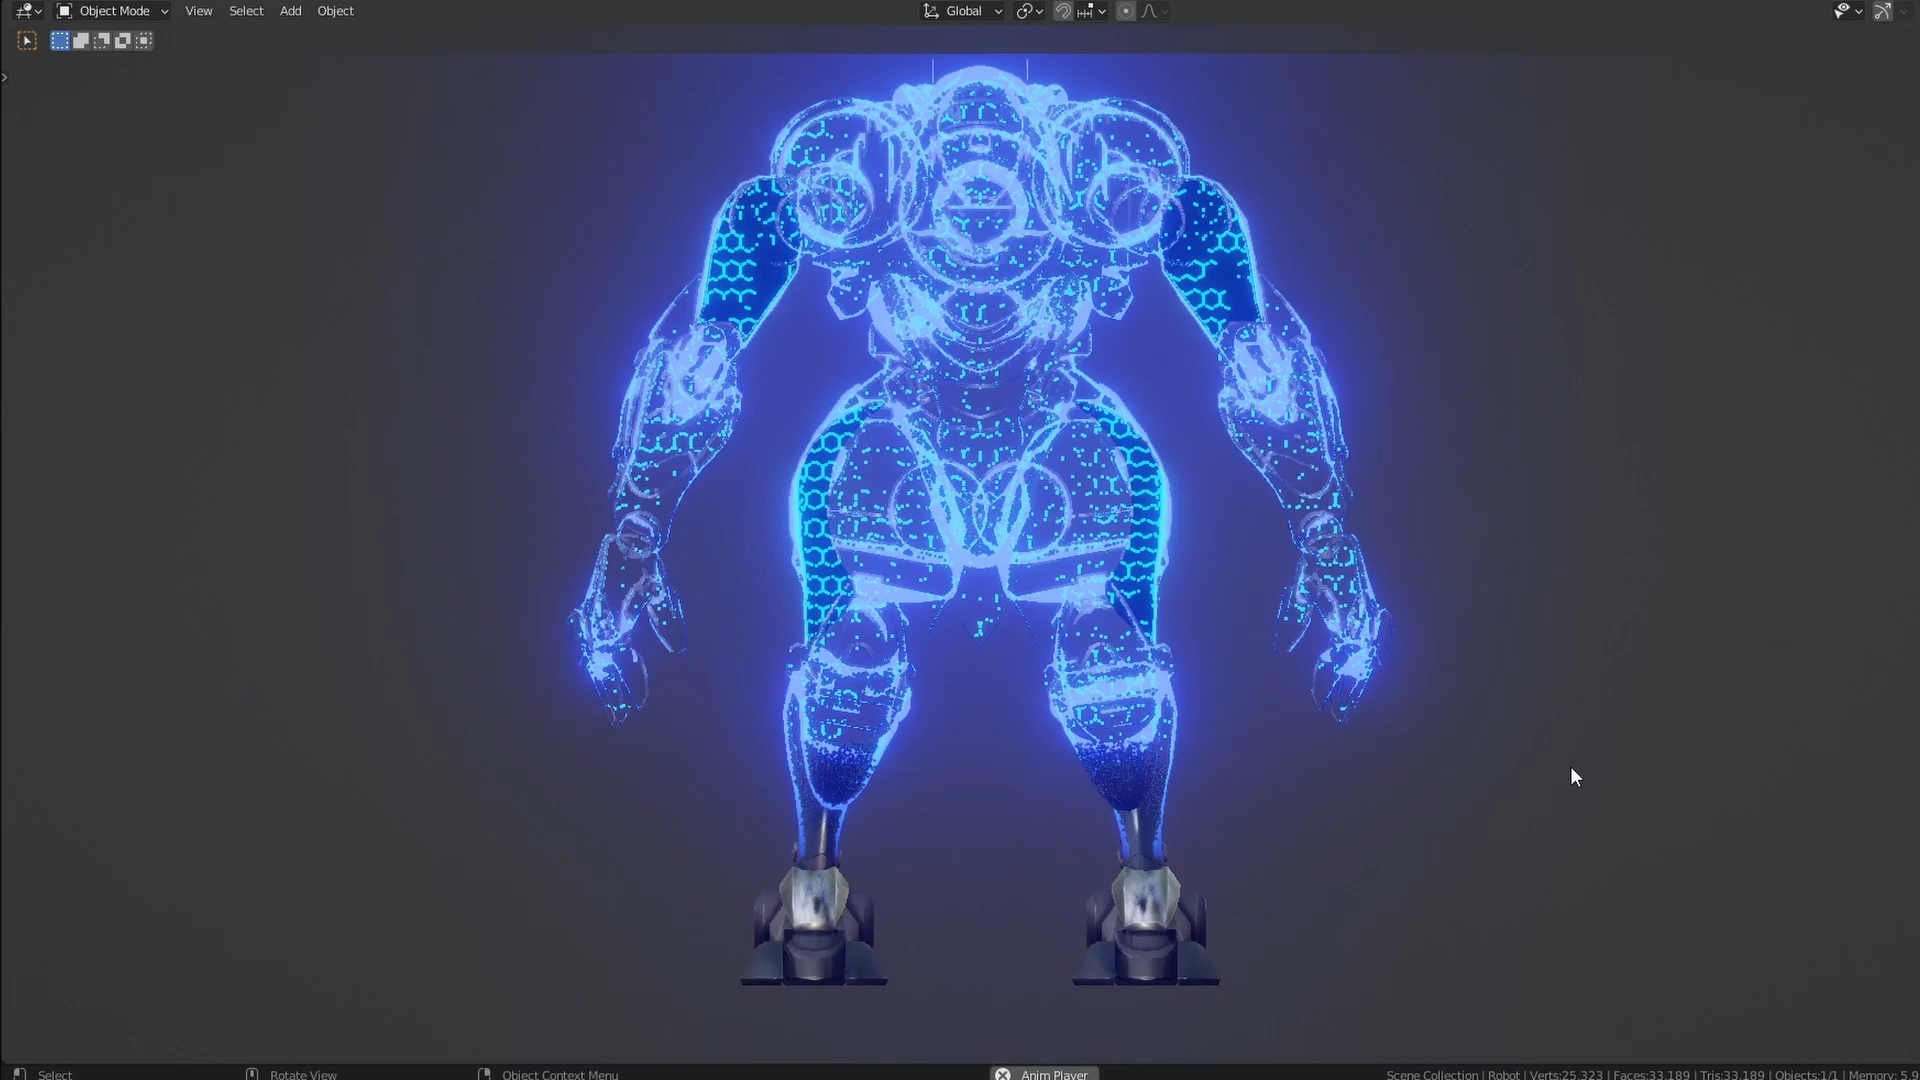 Object Mode View Select Add Object Global
Select Rotate View Object Context Menu Anim Player Scene Collection | Robot | Verts:25.323 | Faces:33.189 | Tris:33.189 | Objects:1/1 | Memory: 5.9